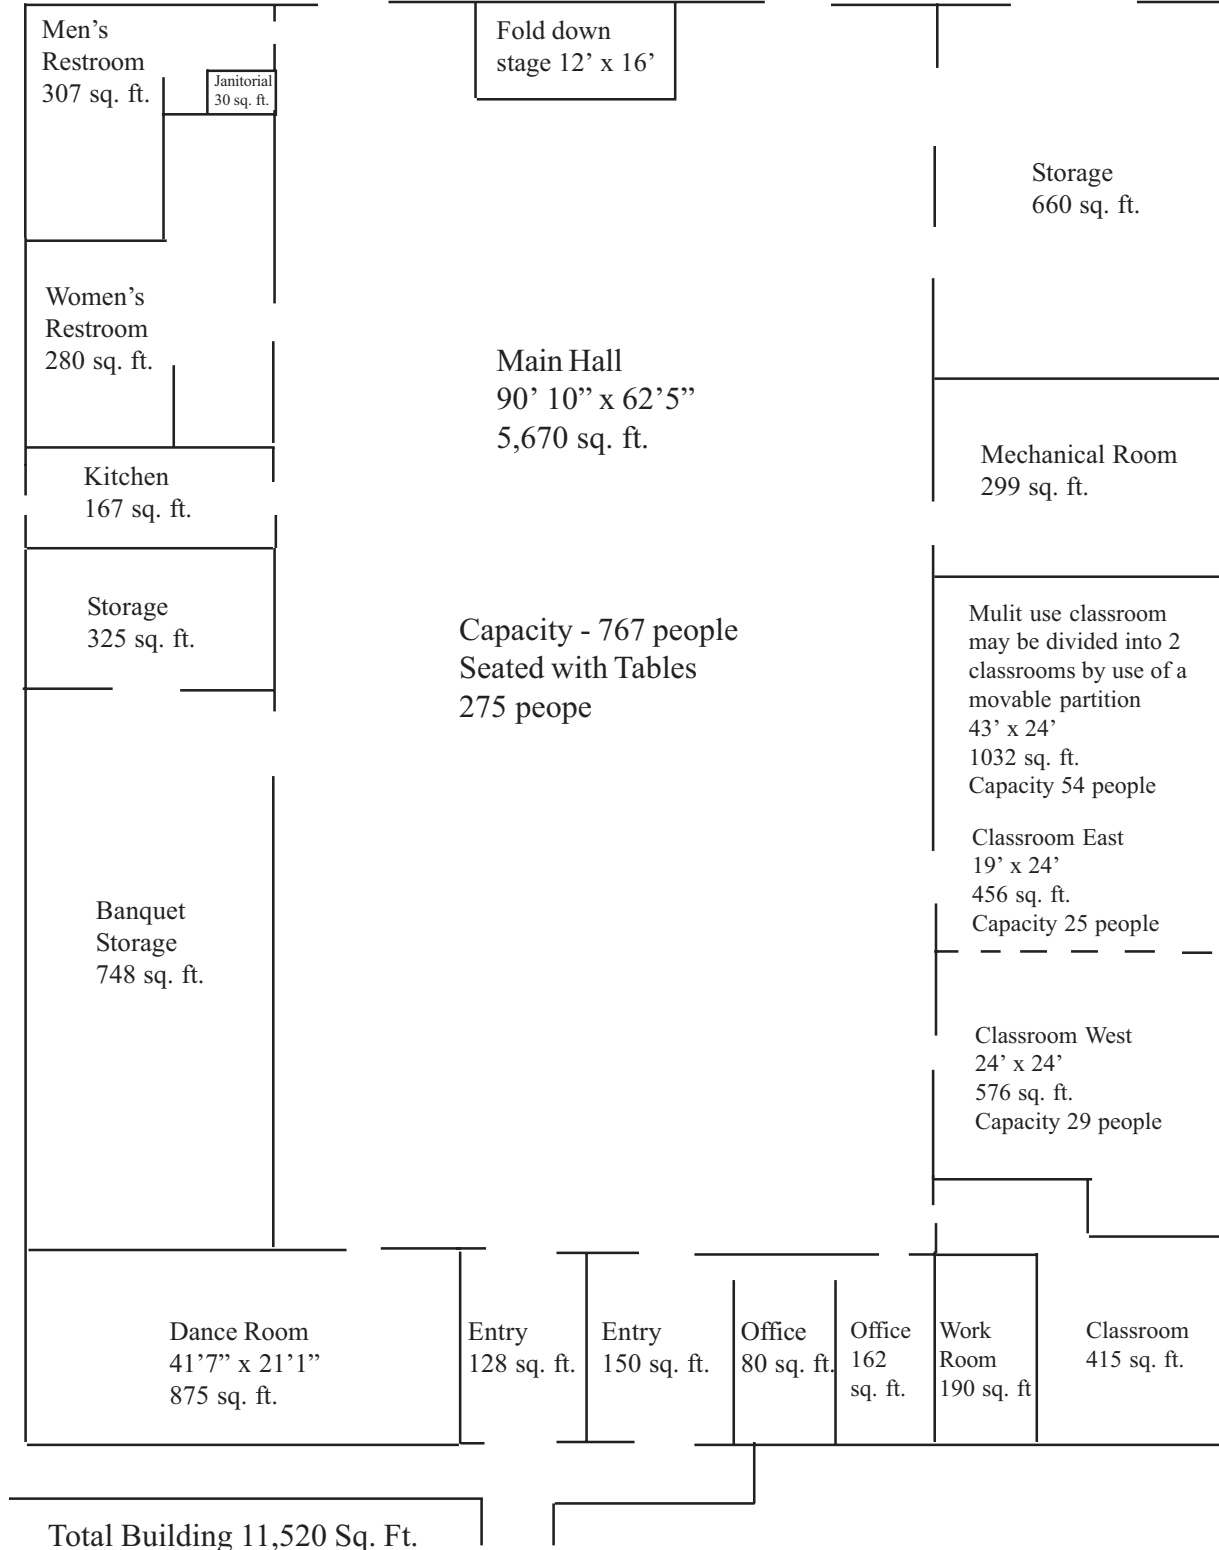 Men’s
Restroom
307 sq. ft.
Janitorial
30 sq. ft.
Fold down
stage 12’ x 16’
Storage
660 sq. ft.
Women’s
Restroom
280 sq. ft.
Main Hall
90’ 10” x 62’5”
5,670 sq. ft.
Mechanical Room
299 sq. ft.
Kitchen
167 sq. ft.
Storage
325 sq. ft.
Capacity - 767 people
Seated with Tables
275 peope
Mulit use classroom
may be divided into 2
classrooms by use of a
movable partition
43’ x 24’
1032 sq. ft.
Capacity 54 people
Classroom East
19’ x 24’
456 sq. ft.
Capacity 25 people
Banquet
Storage
748 sq. ft.
Classroom West
24’ x 24’
576 sq. ft.
Capacity 29 people
Dance Room
41’7” x 21’1”
875 sq. ft.
Entry
128 sq. ft.
Entry
150 sq. ft.
Office
80 sq. ft.
Office
162
sq. ft.
Work
Room
190 sq. ft
Classroom
415 sq. ft.
Total Building 11,520 Sq. Ft.